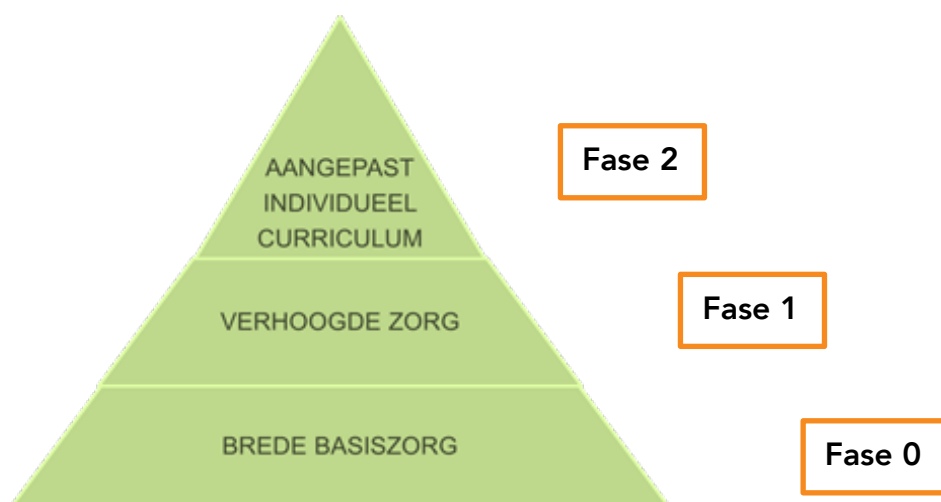 AANGEPAST
INDIVIDUEEL
CURRICULUM
Fase 2
VERHOOGDE ZORG
Fase 1
BREDE BASISZORG
Fase 0